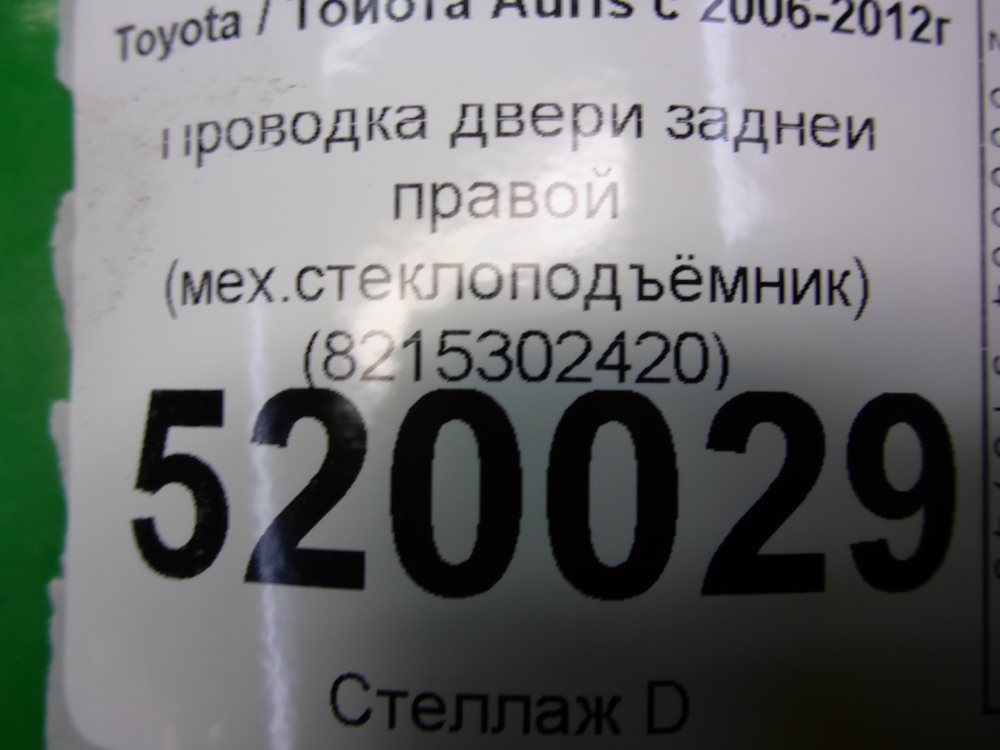 Toyota / Тойота Auris с 2006-2012г
Проводка двери задней
правой
(мех.стеклоподъёмник)
(8215302420)
520029
Стеллаж D